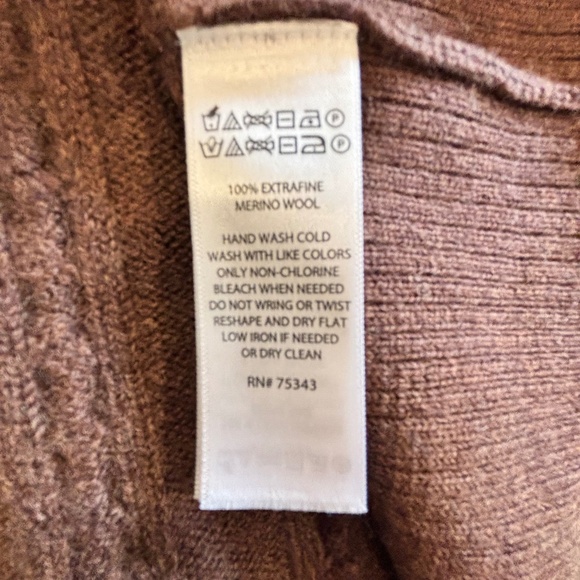 100% EXTRAFINE
MERINO WOOL
HAND WASH COLD
WASH WITH LIKE COLORS
ONLY NON-CHLORINE
BLEACH WHEN NEEDED
DO NOT WRING OR TWIST
RESHAPE AND DRY FLAT
LOW IRON IF NEEDED
OR DRY CLEAN
RN# 75343